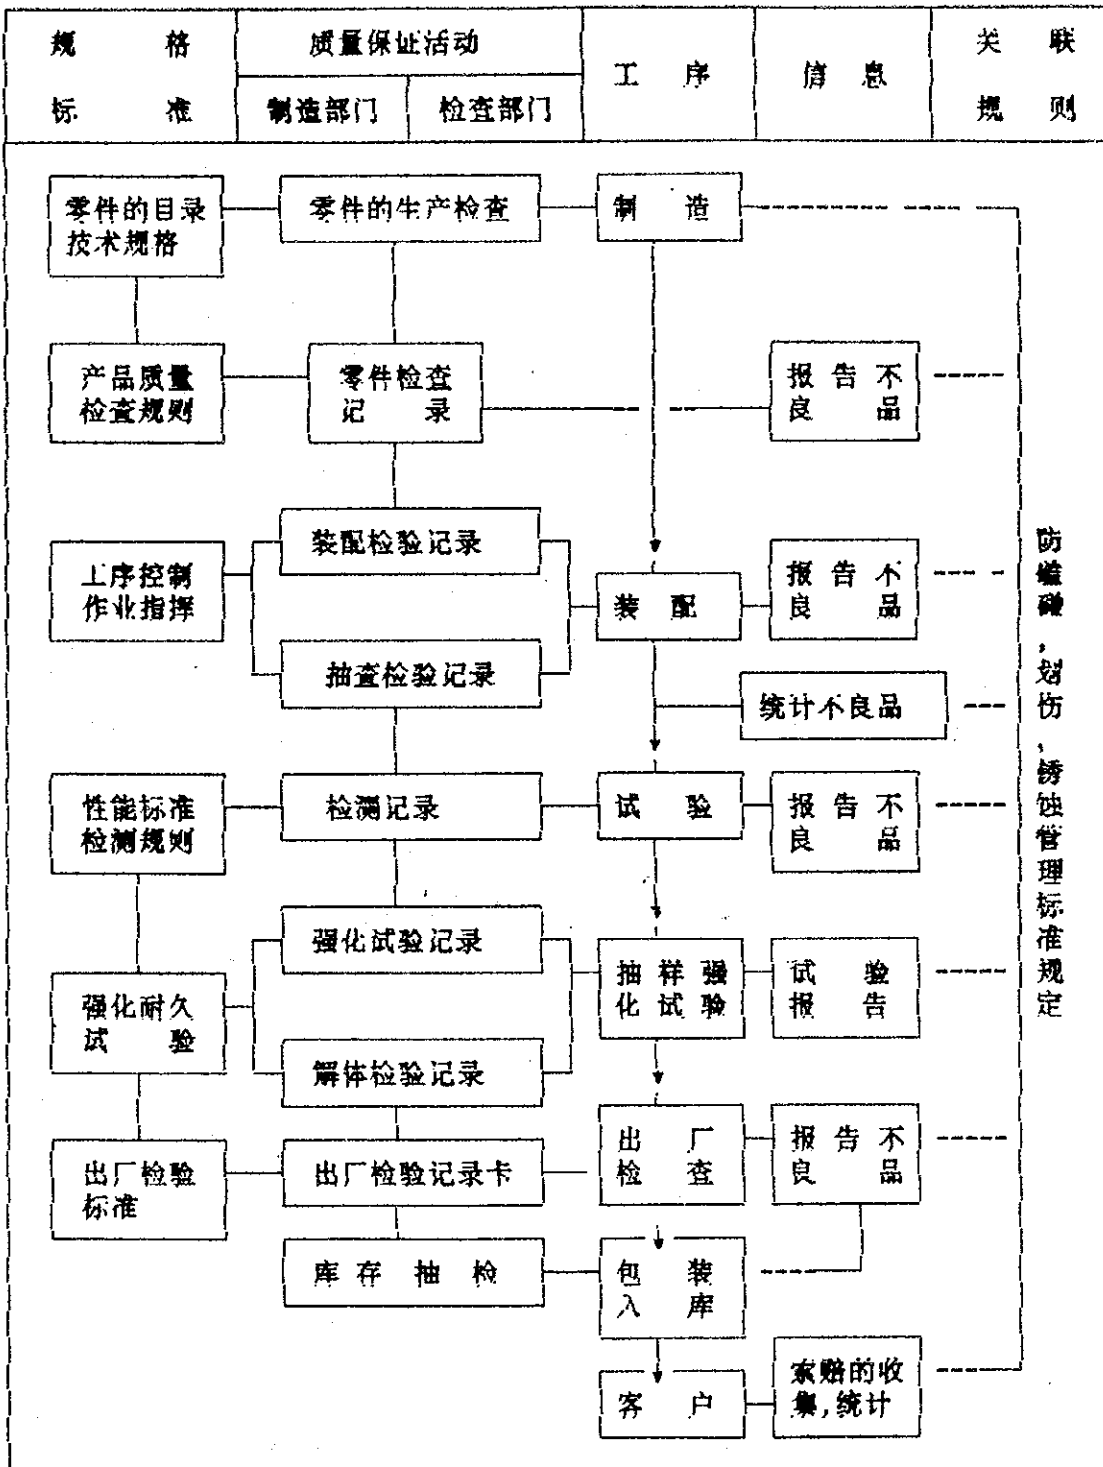 规格
标准
质量保证活动
制造部门
检查部门
工序
信息
关联
规则
零件的目录
技术规格
零件的生产检查
制造
产品质量
检查规则
零件检查
记录
报告不
良品
装配检验记录
工序控制
作业指挥
装配
报告不
良品
抽查检验记录
统计不良品
性能标准
检测规则
检测记录
试验
报告不
良品
强化试验记录
强化耐久
试验
抽样强
化试验
试验
报告
解体检验记录
出厂
检查
报告不
良品
出厂检验
标准
出厂检验记录卡
库存抽检
包装
入库
客户
索赔的收
集,统计
防磕碰,划伤,锈蚀管理标准规定